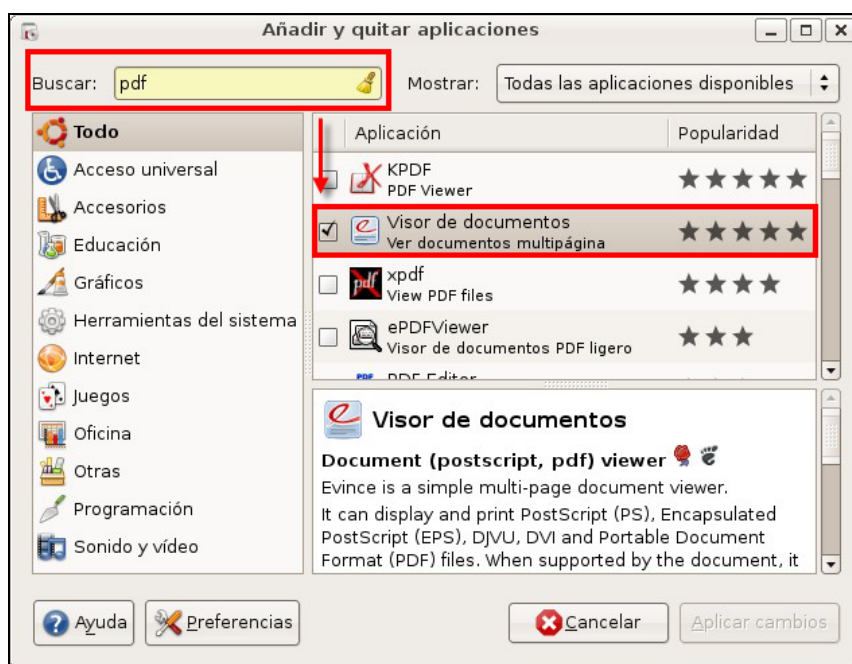 Añadir y quitar aplicaciones
Buscar: pdf Mostrar: Todas las aplicaciones disponibles
Todo
Acceso universal
Accesorios
Educación
Gráficos
Herramientas del sistema
Internet
Juegos
Oficina
Otras
Programación
Sonido y vídeo
Aplicación Popularidad
KPDF
PDF Viewer
Visor de documentos
Ver documentos multipágina
xpdf
View PDF files
ePDFViewer
Visor de documentos PDF ligero
PDF Editor
Visor de documentos
Document (postscript, pdf) viewer
Evince is a simple multi-page document viewer.
It can display and print PostScript (PS), Encapsulated
PostScript (EPS), DJVU, DVI and Portable Document
Format (PDF) files. When supported by the document, it
Ayuda Preferencias Cancelar Aplicar cambios